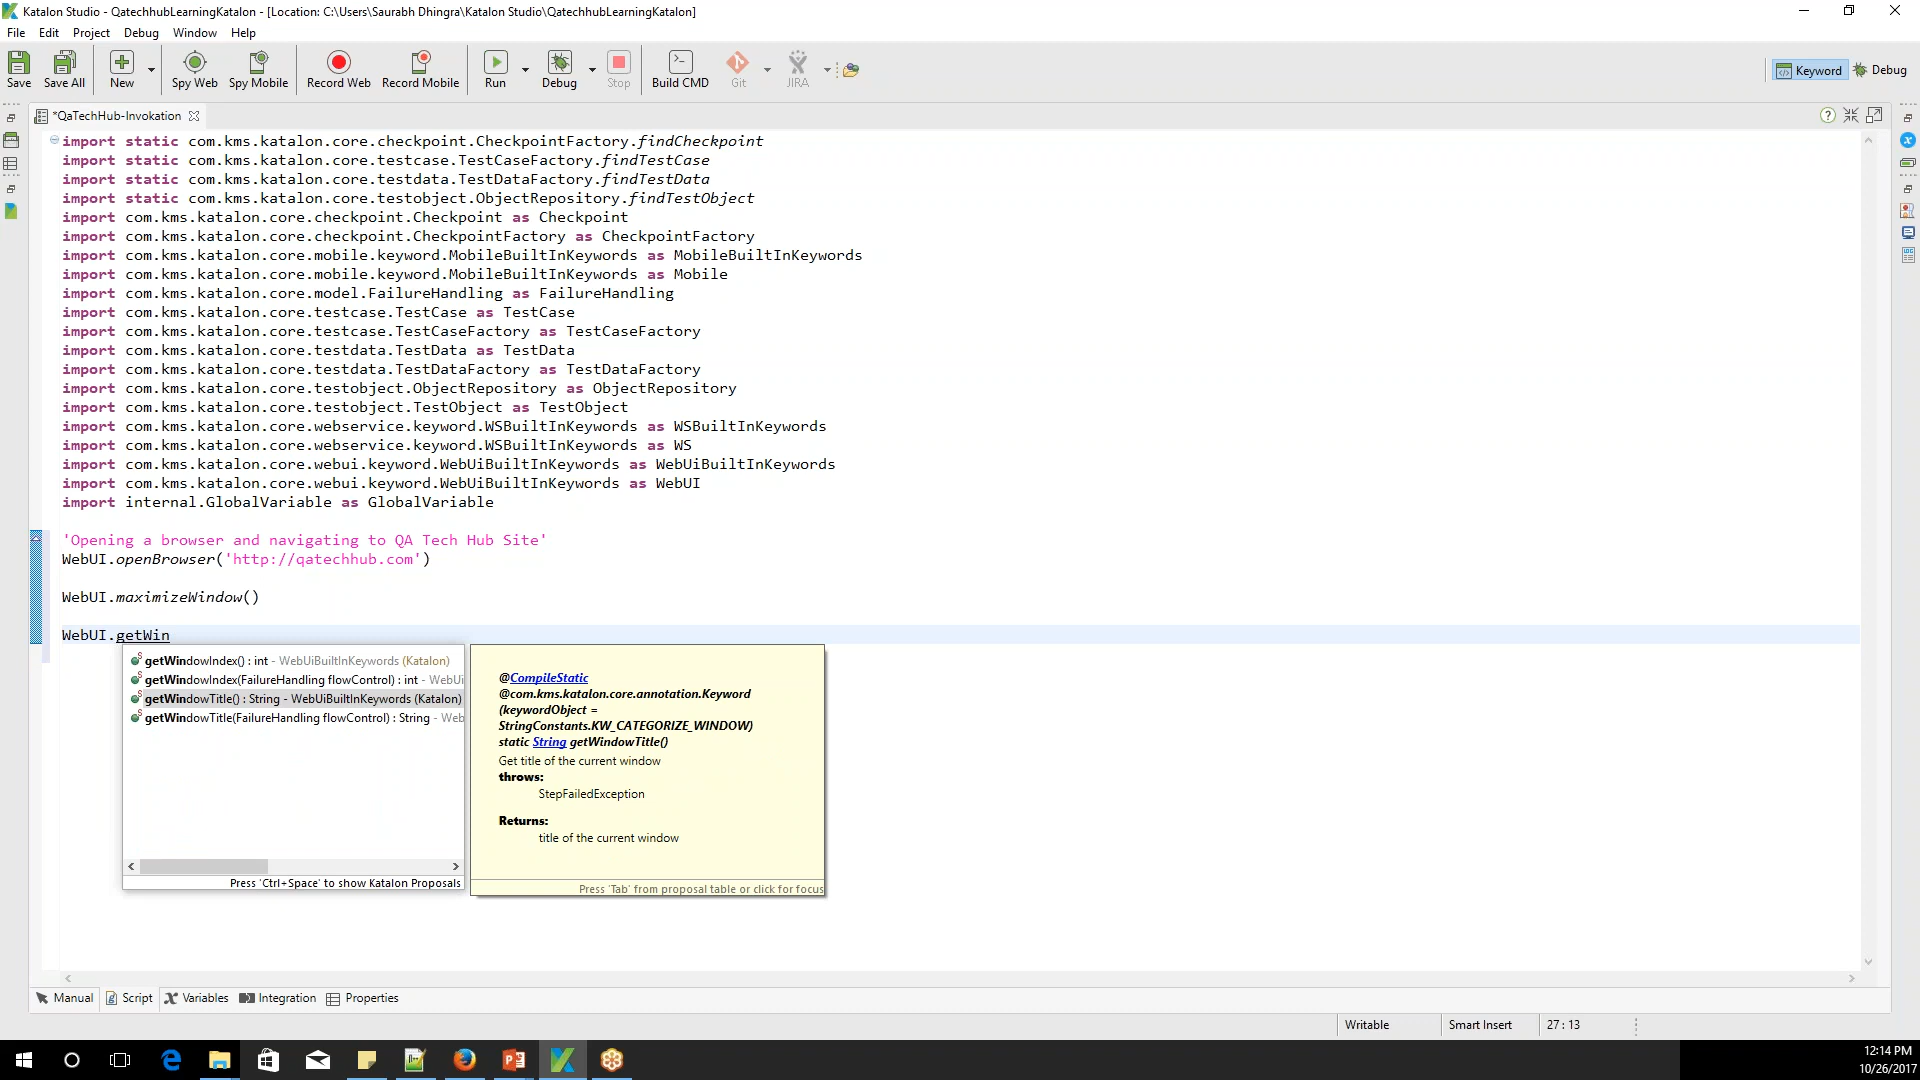 Katalon Studio - QatechhubLearningKatalon - [Location: C:\Users\Saurabh Dhingra\Katalon Studio\QatechhubLearningKatalon]
File Edit Project Debug Window Help
Save Save All New Spy Web Spy Mobile Record Web Record Mobile Run Debug Stop Build CMD Git JIRA Keyword Debug
*QaTechHub-Invokation
import static com.kms.katalon.core.checkpoint.CheckpointFactory.findCheckpoint
import static com.kms.katalon.core.testcase.TestCaseFactory.findTestCase
import static com.kms.katalon.core.testdata.TestDataFactory.findTestData
import static com.kms.katalon.core.testobject.ObjectRepository.findTestObject
import com.kms.katalon.core.checkpoint.Checkpoint as Checkpoint
import com.kms.katalon.core.checkpoint.CheckpointFactory as CheckpointFactory
import com.kms.katalon.core.mobile.keyword.MobileBuiltInKeywords as MobileBuiltInKeywords
import com.kms.katalon.core.mobile.keyword.MobileBuiltInKeywords as Mobile
import com.kms.katalon.core.model.FailureHandling as FailureHandling
import com.kms.katalon.core.testcase.TestCase as TestCase
import com.kms.katalon.core.testcase.TestCaseFactory as TestCaseFactory
import com.kms.katalon.core.testdata.TestData as TestData
import com.kms.katalon.core.testdata.TestDataFactory as TestDataFactory
import com.kms.katalon.core.testobject.ObjectRepository as ObjectRepository
import com.kms.katalon.core.testobject.TestObject as TestObject
import com.kms.katalon.core.webservice.keyword.WSBuiltInKeywords as WSBuiltInKeywords
import com.kms.katalon.core.webservice.keyword.WSBuiltInKeywords as WS
import com.kms.katalon.core.webui.keyword.WebUiBuiltInKeywords as WebUiBuiltInKeywords
import com.kms.katalon.core.webui.keyword.WebUiBuiltInKeywords as WebUI
import internal.GlobalVariable as GlobalVariable
'Opening a browser and navigating to QA Tech Hub Site'
WebUI.openBrowser('http://qatechhub.com')
WebUI.maximizeWindow()
WebUI.getWin
getWindowIndex() : int - WebUiBuiltInKeywords (Katalon)
getWindowIndex(FailureHandling flowControl) : int - WebUi
getWindowTitle() : String - WebUiBuiltInKeywords (Katalon)
getWindowTitle(FailureHandling flowControl) : String - Web
Press 'Ctrl+Space' to show Katalon Proposals
@CompileStatic
@com.kms.katalon.core.annotation.Keyword
(keywordObject =
StringConstants.KW_CATEGORIZE_WINDOW)
static String getWindowTitle()
Get title of the current window
throws:
StepFailedException
Returns:
title of the current window
Press 'Tab' from proposal table or click for focus
Manual Script Variables Integration Properties
Writable Smart Insert 27 : 13
12:14 PM
10/26/2017